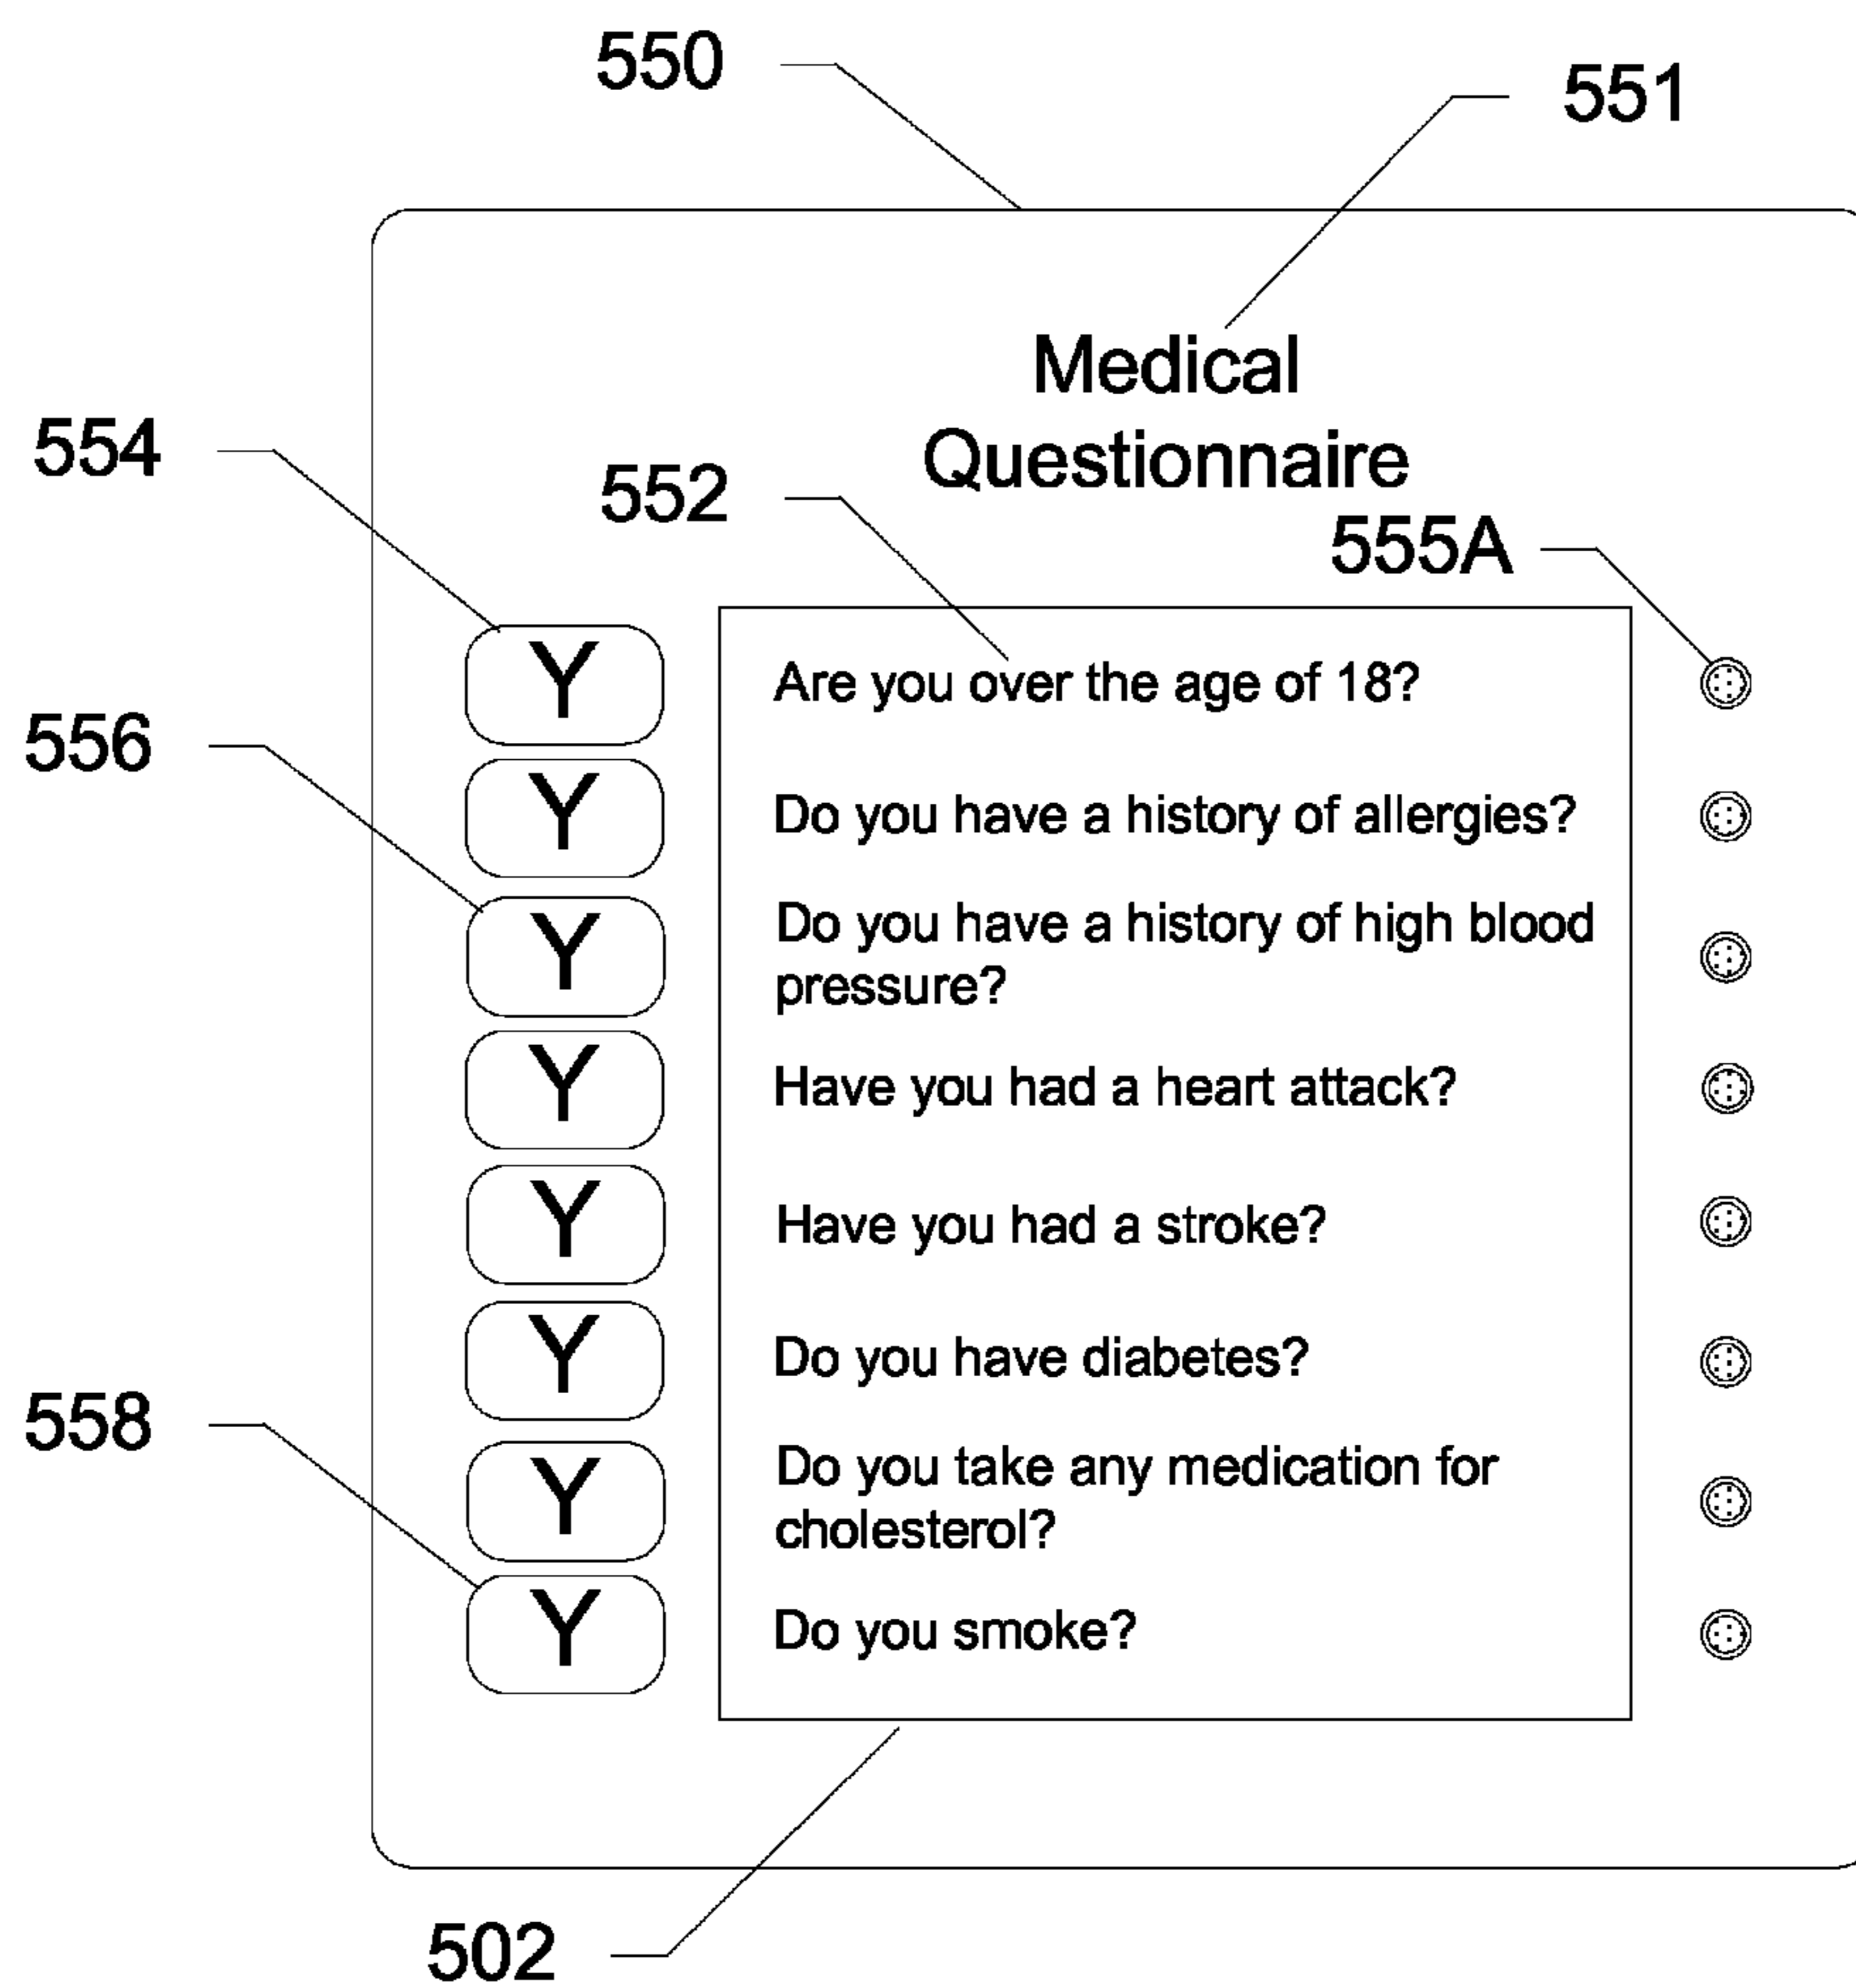 550
551
Medical
Questionnaire
554
552
555A
Y
Are you over the age of 18?
556
Y
Do you have a history of allergies?
Y
Do you have a history of high blood
pressure?
Y
Have you had a heart attack?
Y
Have you had a stroke?
Y
Do you have diabetes?
558
Y
Do you take any medication for
cholesterol?
Y
Do you smoke?
502